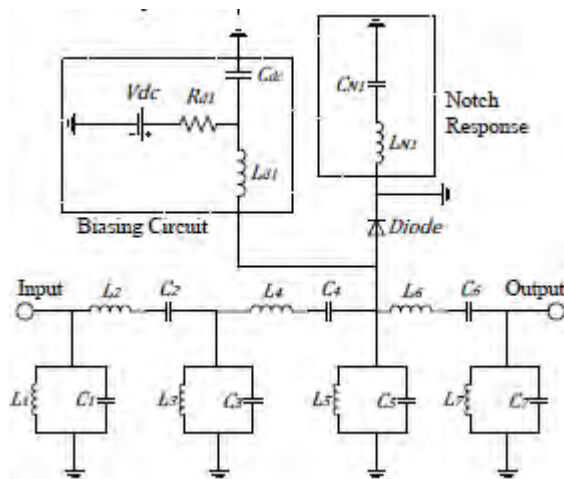 Cdc
CN1
Vdc
Rd1
Notch
Response
LN1
Ld1
Biasing Circuit
Diode
Input
L2
C2
L4
C4
L6
C6
Output
L1
C1
L3
C3
L5
C5
L7
C7